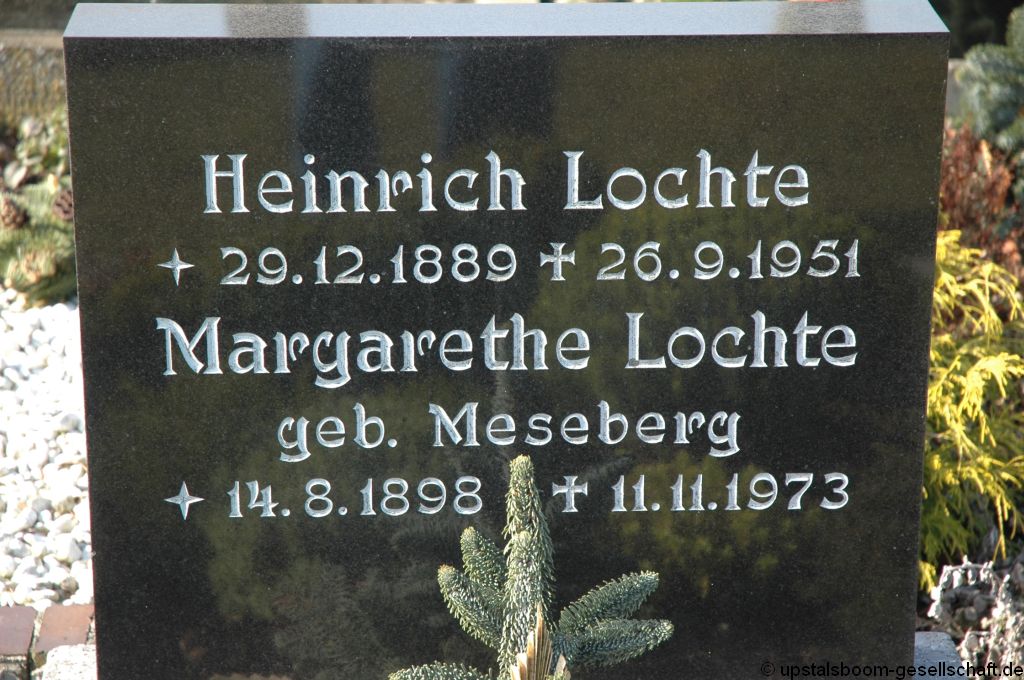 Heinrich Lochte
✦ 29.12.1889 ✝ 26.9.1951
Margarethe Lochte
geb. Meseberg
✦ 14.8.1898 ✝ 11.11.1973
© upstalsboom-gesellschaft.de